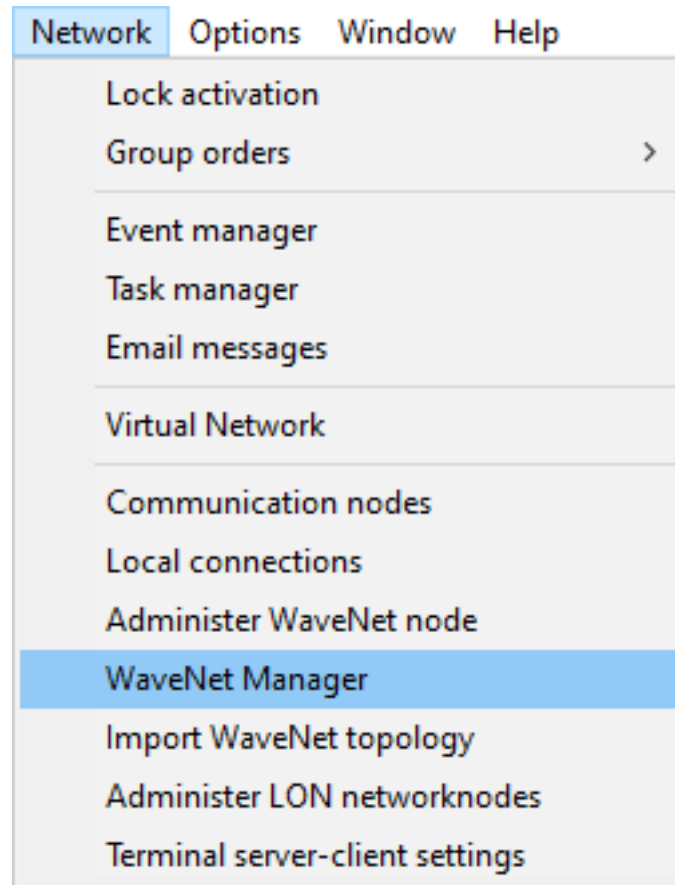 Network Options Window Help
Lock activation
Group orders
Event manager
Task manager
Email messages
Virtual Network
Communication nodes
Local connections
Administer WaveNet node
WaveNet Manager
Import WaveNet topology
Administer LON networknodes
Terminal server-client settings